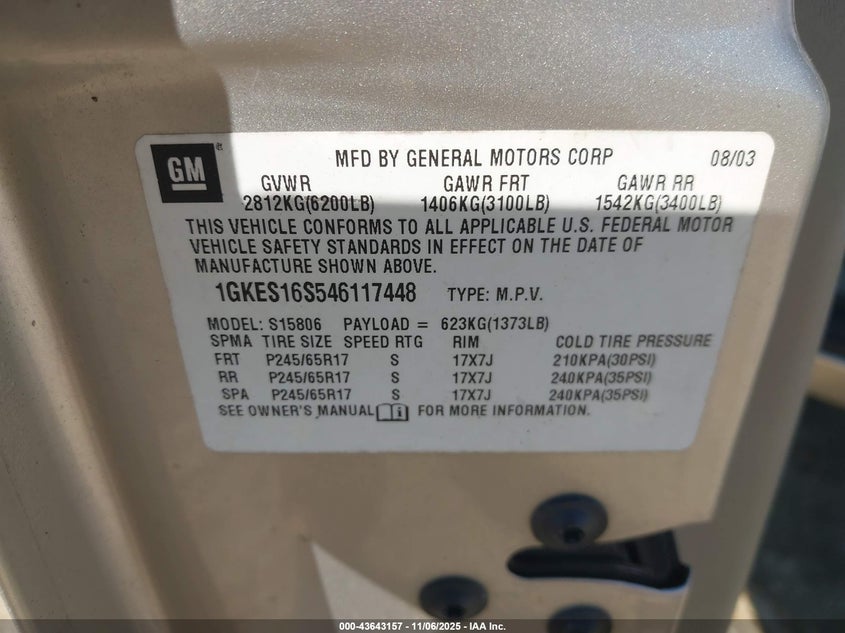 GM ®
MFD BY GENERAL MOTORS CORP 08/03
GVWR GAWR FRT GAWR RR
2812KG(6200LB) 1406KG(3100LB) 1542KG(3400LB)
THIS VEHICLE CONFORMS TO ALL APPLICABLE U.S. FEDERAL MOTOR
VEHICLE SAFETY STANDARDS IN EFFECT ON THE DATE OF
MANUFACTURE SHOWN ABOVE.
1GKES16S546117448 TYPE: M.P.V.
MODEL: S15806 PAYLOAD = 623KG(1373LB)
SPMA TIRE SIZE SPEED RTG RIM COLD TIRE PRESSURE
FRT P245/65R17 S 17X7J 210KPA(30PSI)
RR P245/65R17 S 17X7J 240KPA(35PSI)
SPA P245/65R17 S 17X7J 240KPA(35PSI)
SEE OWNER'S MANUAL FOR MORE INFORMATION.
000-43643157 - 11/06/2025 - IAA Inc.